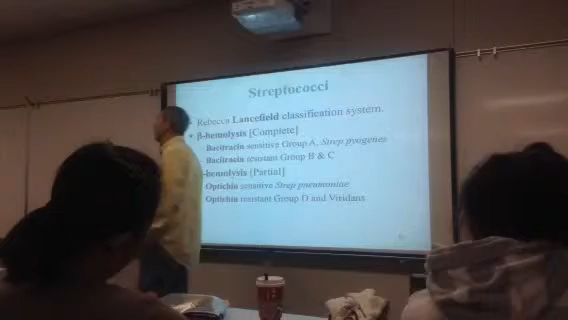 Streptococci
Rebecca Lancefield classification system.
• β-hemolysis [Complete]
Bacitracin sensitive Group A, Strep pyogenes
Bacitracin resistant Group B & C
-hemolysis [Partial]
Optichin sensitive Strep pneumoniae
Optichin resistant Group D and Viridans